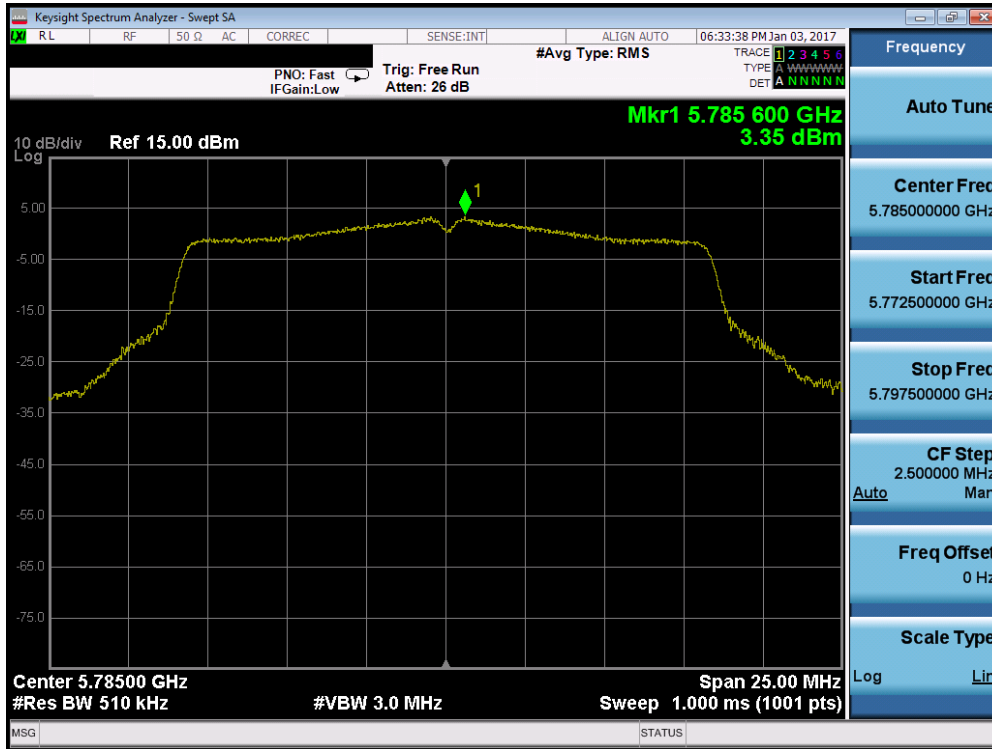 Keysight Spectrum Analyzer - Swept SA
LXI RL RF 50 Ω AC CORREC SENSE:INT ALIGN AUTO 06:33:38 PM Jan 03, 2017
Frequency
#Avg Type: RMS
TRACE 1 2 3 4 5 6
PNO: Fast Trig: Free Run
TYPE A WWWWW
IFGain:Low Atten: 26 dB
DET A N N N N N
Auto Tune
Mkr1 5.785 600 GHz
3.35 dBm
10 dB/div Ref 15.00 dBm
Log
1
5.00
-5.00
-15.0
-25.0
-35.0
-45.0
-55.0
-65.0
-75.0
Center Freq
5.785000000 GHz
Start Freq
5.772500000 GHz
Stop Freq
5.797500000 GHz
CF Step
2.500000 MHz
Auto Man
Freq Offset
0 Hz
Scale Type
Log Lin
Center 5.78500 GHz Span 25.00 MHz
#Res BW 510 kHz #VBW 3.0 MHz Sweep 1.000 ms (1001 pts)
MSG STATUS